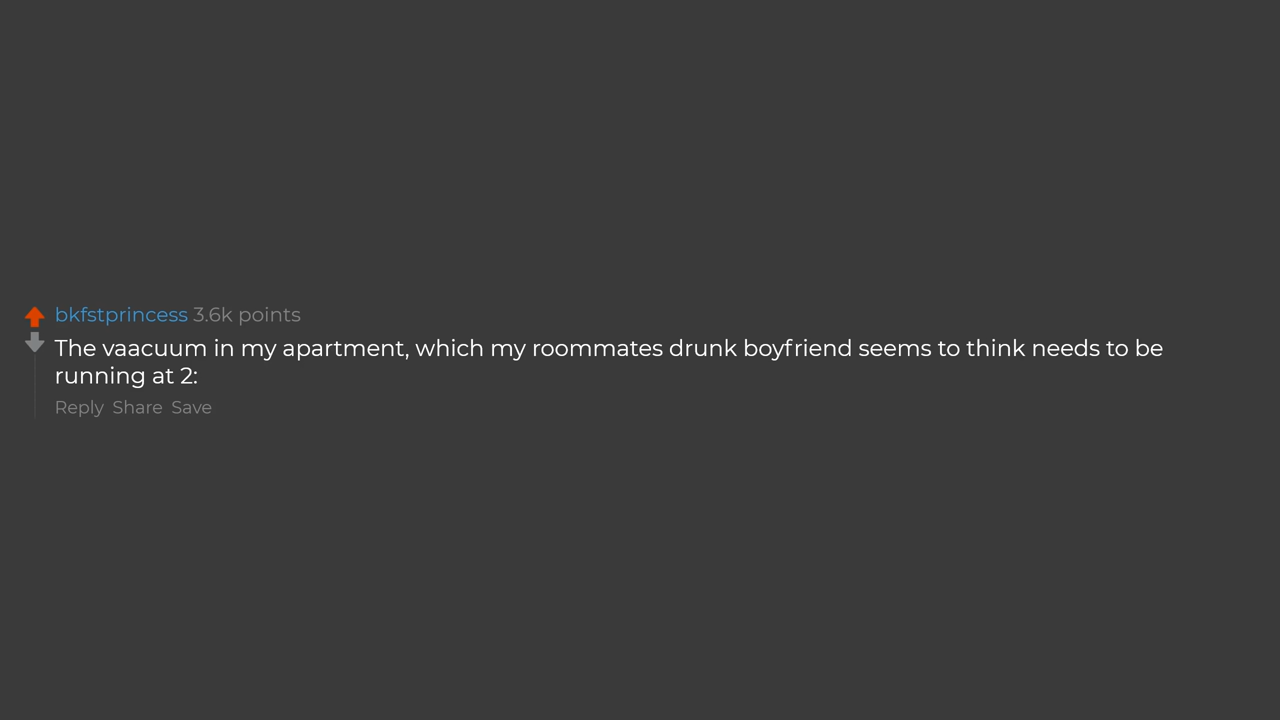 bkfstprincess 3.6k points
The vaacuum in my apartment, which my roommates drunk boyfriend seems to think needs to be
running at 2:
Reply Share Save